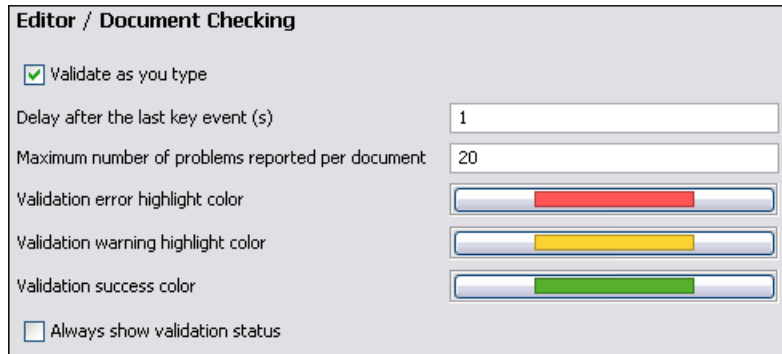 Editor / Document Checking
Validate as you type
Delay after the last key event (s) 1
Maximum number of problems reported per document 20
Validation error highlight color
Validation warning highlight color
Validation success color
Always show validation status